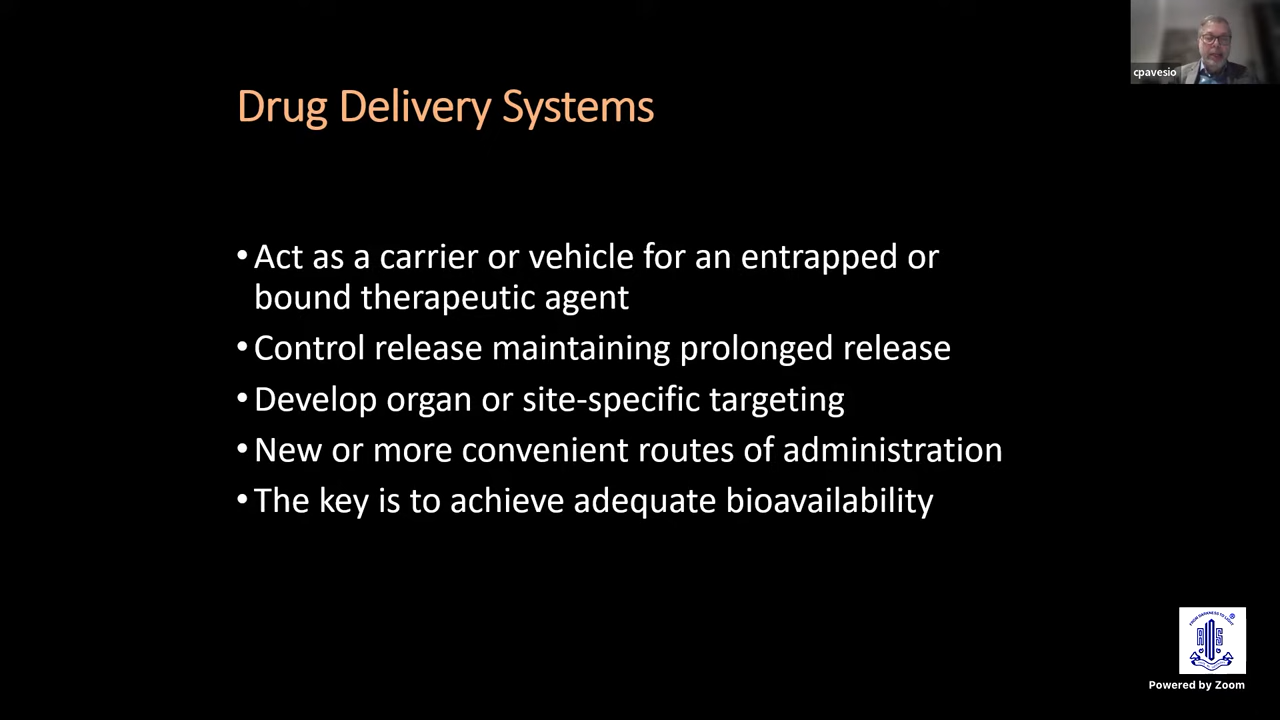 cpavesio
Drug Delivery Systems
•Act as a carrier or vehicle for an entrapped or
bound therapeutic agent
•Control release maintaining prolonged release
•Develop organ or site-specific targeting
•New or more convenient routes of administration
•The key is to achieve adequate bioavailability
Powered by Zoom